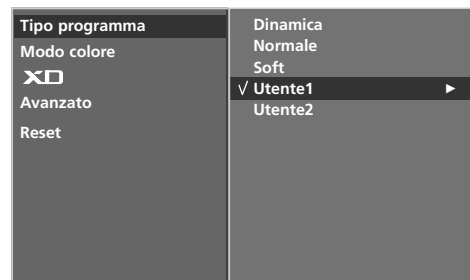 Tipo programma
Modo colore
XD
Avanzato
Reset
Dinamica
Normale
Soft
√ Utente1 ►
Utente2